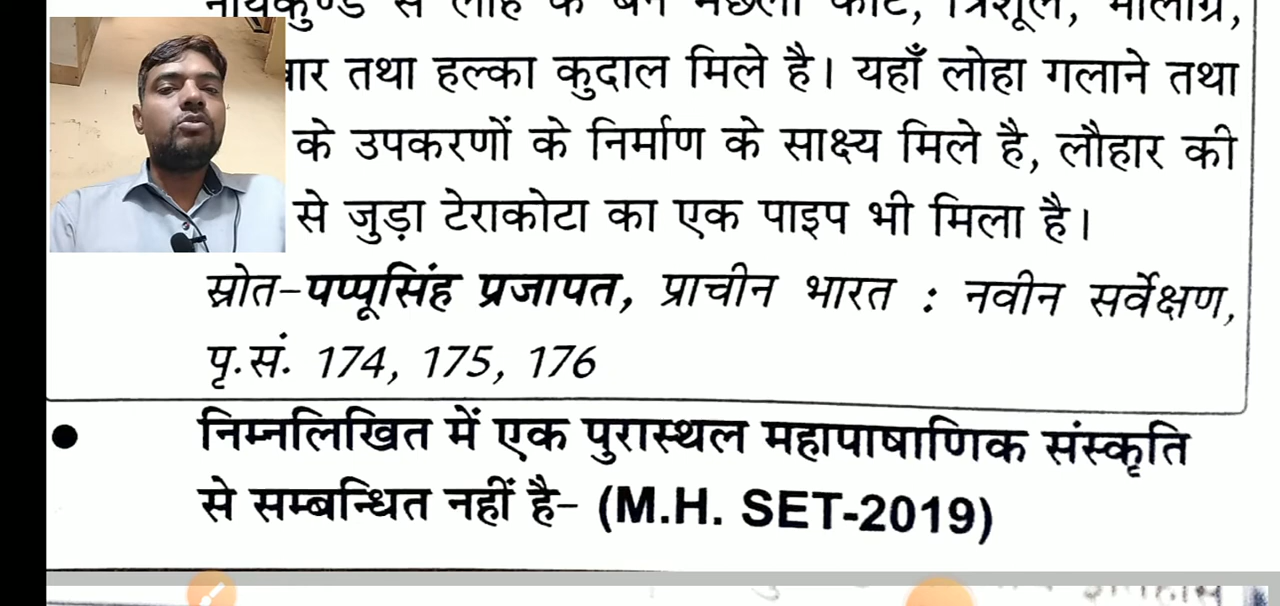 तथा हल्का कुदाल मिले है। यहाँ लोहा गलाने तथा
के उपकरणों के निर्माण के साक्ष्य मिले है, लौहार की
से जुड़ा टेराकोटा का एक पाइप भी मिला है।
स्रोत-पप्पूसिंह प्रजापत, प्राचीन भारत : नवीन सर्वेक्षण,
पृ.सं. 174, 175, 176
• निम्नलिखित में एक पुरास्थल महापाषाणिक संस्कृति
से सम्बन्धित नहीं है- (M.H. SET-2019)